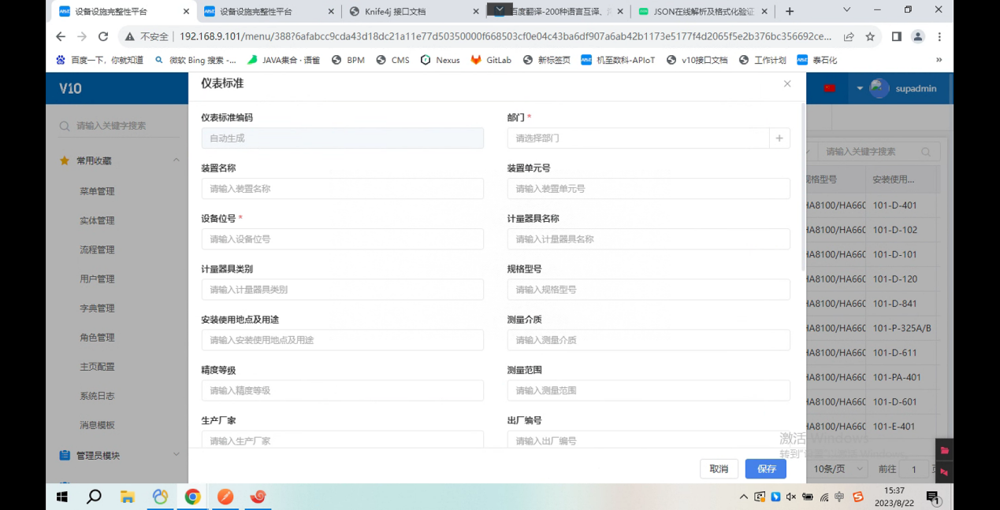 设备设施完整性平台
设备设施完整性平台
Knife4j 接口文档
百度翻译-200种语言互译、
JSON在线解析及格式化验证
不安全
192.168.9.101/menu/388?6afabcc9cda43d18dc21a11e77d50350000f668503cf0e04c43ba6df907a6ab42b1173e5177f4d2065f5e2b376bc356692ce...
百度一下，你就知道
微软 Bing 搜索 -...
JAVA集合 · 语雀
BPM
CMS
Nexus
GitLab
新标签页
机至数科-APIoT
v10接口文档
工作计划
泰石化
V10
仪表标准
supadmin
请输入关键字搜索
常用收藏
菜单管理
实体管理
流程管理
用户管理
字典管理
角色管理
主页配置
系统日志
消息模板
管理员模块
仪表标准编码
自动生成
部门 *
请选择部门
装置名称
请输入装置名称
装置单元号
请输入装置单元号
设备位号 *
请输入设备位号
计量器具名称
请输入计量器具名称
计量器具类别
请输入计量器具类别
规格型号
请输入规格型号
安装使用地点及用途
请输入安装使用地点及用途
测量介质
请输入测量介质
精度等级
请输入精度等级
测量范围
请输入测量范围
生产厂家
请输入生产厂家
出厂编号
请输入出厂编号
取消
保存
请输入关键字搜索
规格型号 安装使用...
HA8100/HA660 101-D-401
HA8100/HA660 101-D-102
HA8100/HA660 101-D-101
HA8100/HA660 101-D-120
HA8100/HA660 101-D-841
HA8100/HA660 101-P-325A/B
HA8100/HA660 101-D-611
HA8100/HA660 101-PA-401
HA8100/HA660 101-D-601
HA8100/HA660 101-E-401
激活 Windows
转到"设置"以激活 Windows。
10条/页
前往
1
中
15:37
2023/8/22
1